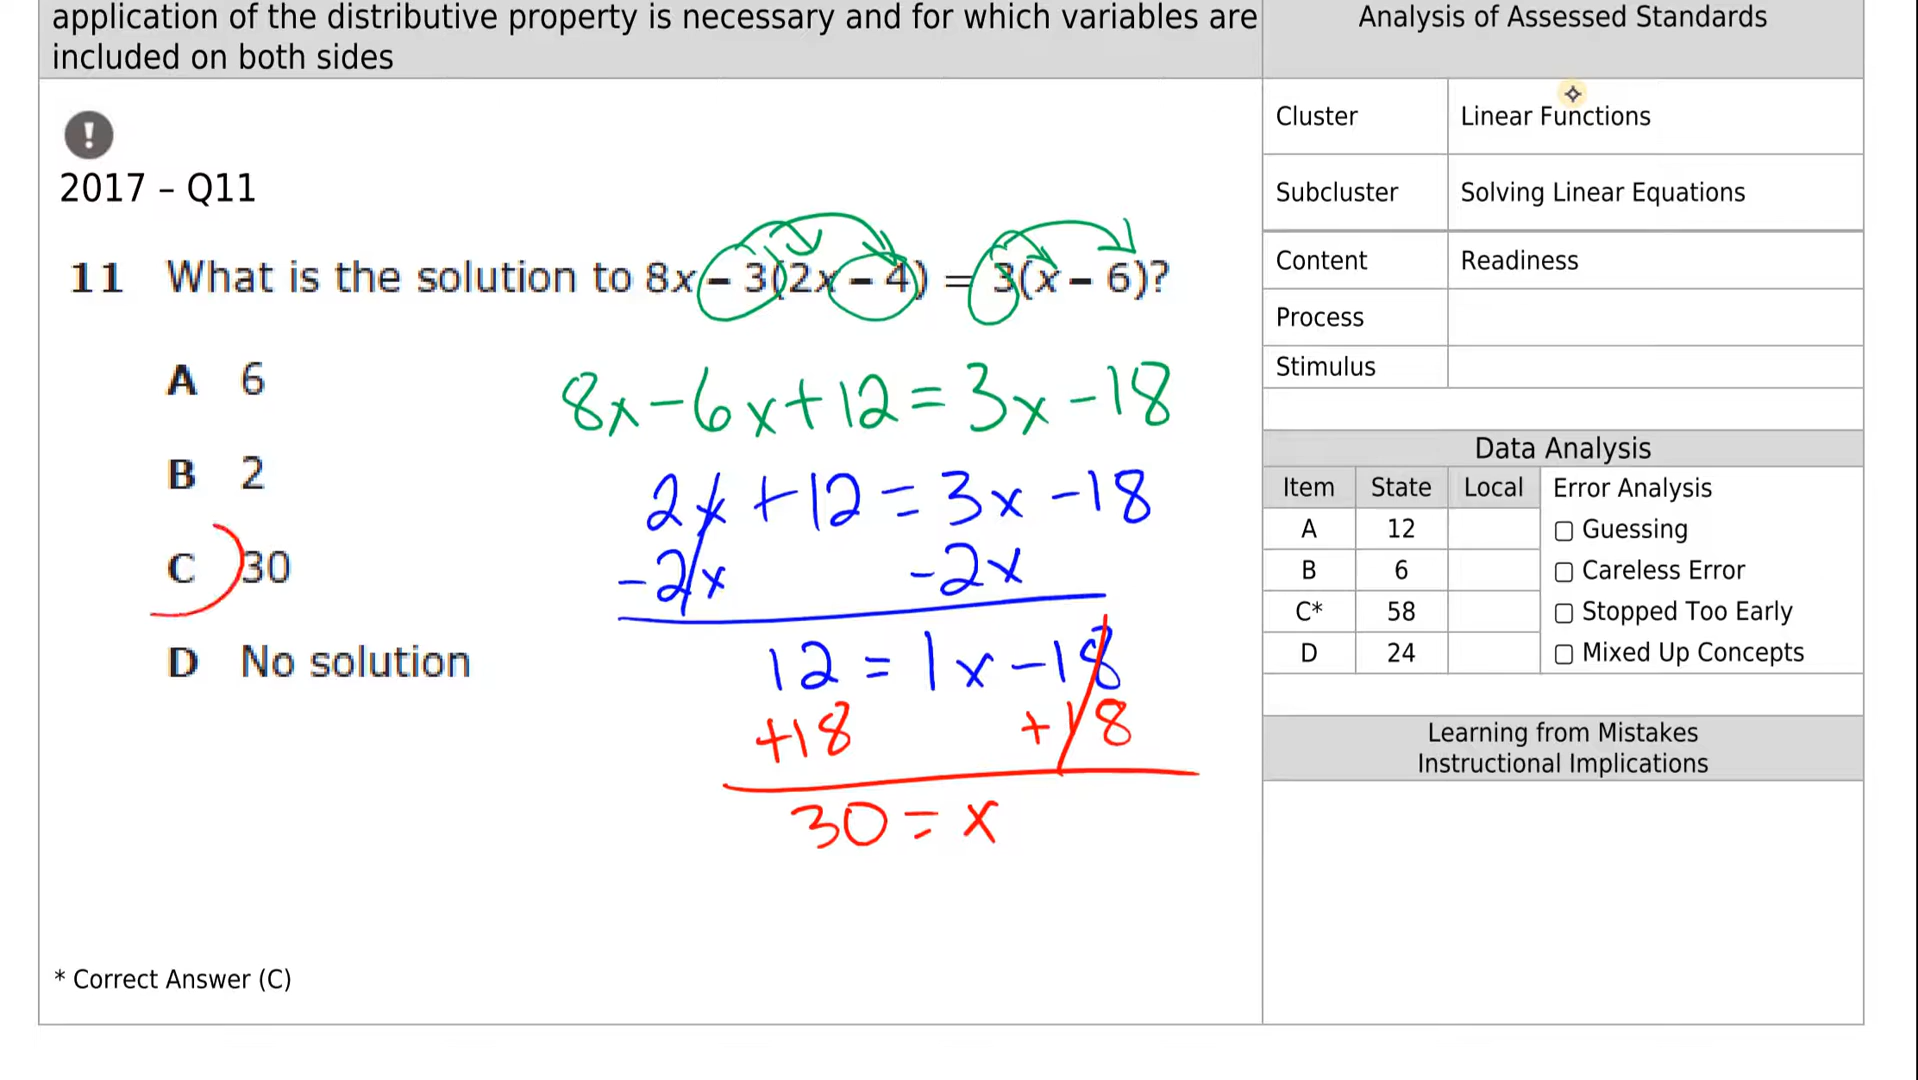 application of the distributive property is necessary and for which variables are
included on both sides
!
2017 – Q11
11 What is the solution to 8x – 3(2x – 4) = 3(x – 6)?
A 6
B 2
C 30
D No solution
8x - 6x + 12 = 3x - 18
2x + 12 = 3x - 18
- 2x - 2x
12 = 1x - 18
+18 + 18
30 = x
* Correct Answer (C)
Analysis of Assessed Standards
Cluster Linear Functions
Subcluster Solving Linear Equations
Content Readiness
Process
Stimulus
Data Analysis
Item State Local Error Analysis
A 12 Guessing
B 6 Careless Error
C* 58 Stopped Too Early
D 24 Mixed Up Concepts
Learning from Mistakes
Instructional Implications